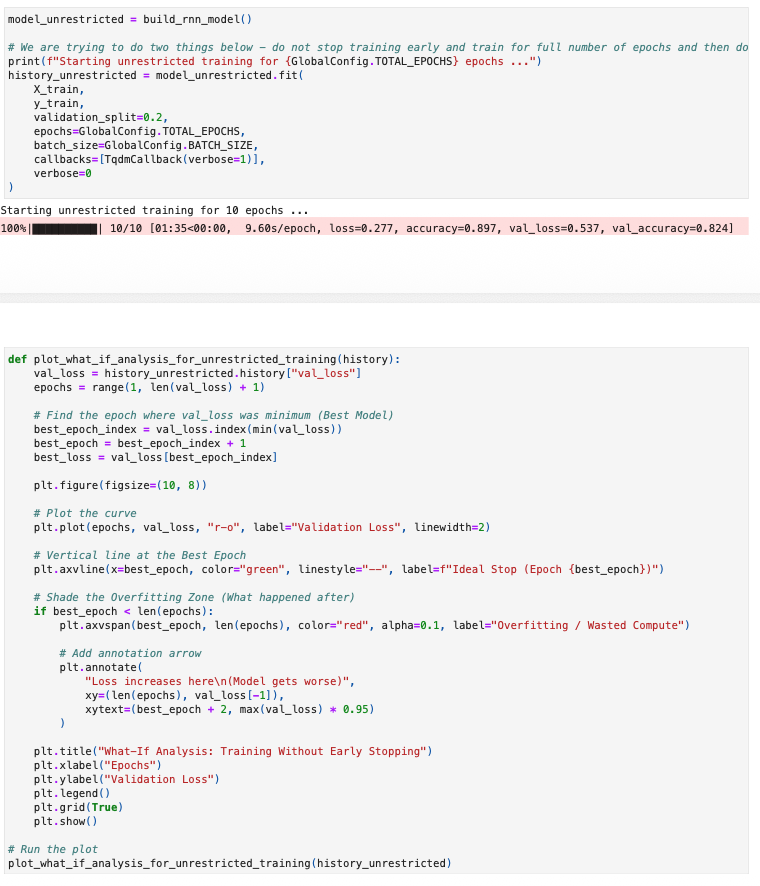 model_unrestricted = build_rnn_model()
# We are trying to do two things below – do not stop training early and train for full number of epochs and then do
print(f"Starting unrestricted training for {GlobalConfig.TOTAL_EPOCHS} epochs ...")
history_unrestricted = model_unrestricted.fit(
    X_train,
    y_train,
    validation_split=0.2,
    epochs=GlobalConfig.TOTAL_EPOCHS,
    batch_size=GlobalConfig.BATCH_SIZE,
    callbacks=[TqdmCallback(verbose=1)],
    verbose=0
)
Starting unrestricted training for 10 epochs ...
100%|██████████| 10/10 [01:35<00:00,  9.60s/epoch, loss=0.277, accuracy=0.897, val_loss=0.537, val_accuracy=0.824]
def plot_what_if_analysis_for_unrestricted_training(history):
    val_loss = history_unrestricted.history["val_loss"]
    epochs = range(1, len(val_loss) + 1)
    # Find the epoch where val_loss was minimum (Best Model)
    best_epoch_index = val_loss.index(min(val_loss))
    best_epoch = best_epoch_index + 1
    best_loss = val_loss[best_epoch_index]
    plt.figure(figsize=(10, 8))
    # Plot the curve
    plt.plot(epochs, val_loss, "r-o", label="Validation Loss", linewidth=2)
    # Vertical line at the Best Epoch
    plt.axvline(x=best_epoch, color="green", linestyle="--", label=f"Ideal Stop (Epoch {best_epoch})")
    # Shade the Overfitting Zone (What happened after)
    if best_epoch < len(epochs):
        plt.axvspan(best_epoch, len(epochs), color="red", alpha=0.1, label="Overfitting / Wasted Compute")
        # Add annotation arrow
        plt.annotate(
            "Loss increases here\n(Model gets worse)",
            xy=(len(epochs), val_loss[-1]),
            xytext=(best_epoch + 2, max(val_loss) * 0.95)
        )
    plt.title("What-If Analysis: Training Without Early Stopping")
    plt.xlabel("Epochs")
    plt.ylabel("Validation Loss")
    plt.legend()
    plt.grid(True)
    plt.show()
# Run the plot
plot_what_if_analysis_for_unrestricted_training(history_unrestricted)